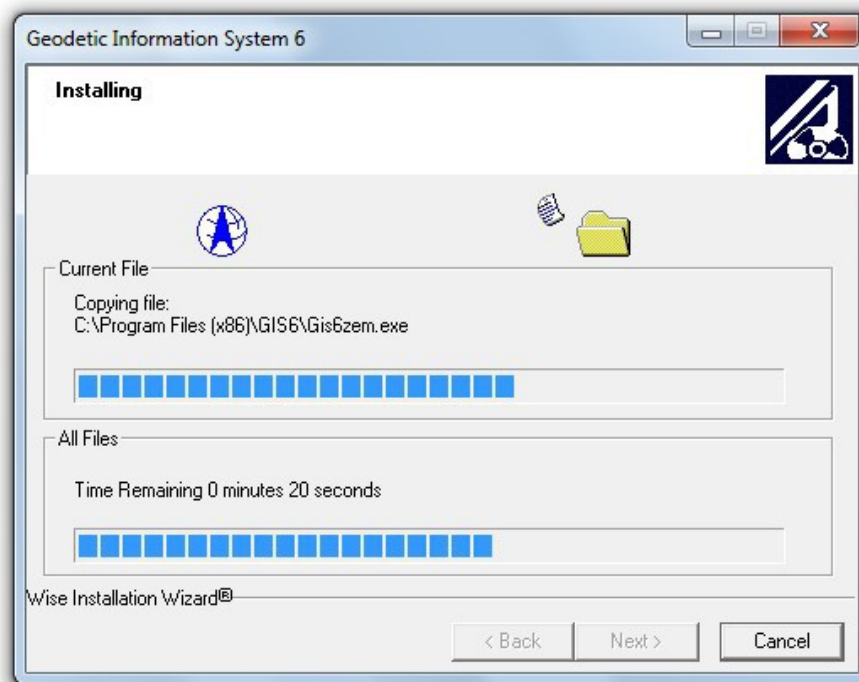 Geodetic Information System 6
Installing
Current File
Copying file:
C:\Program Files (x86)\GIS6\Gis6zem.exe
All Files
Time Remaining 0 minutes 20 seconds
Wise Installation Wizard®
< Back
Next >
Cancel